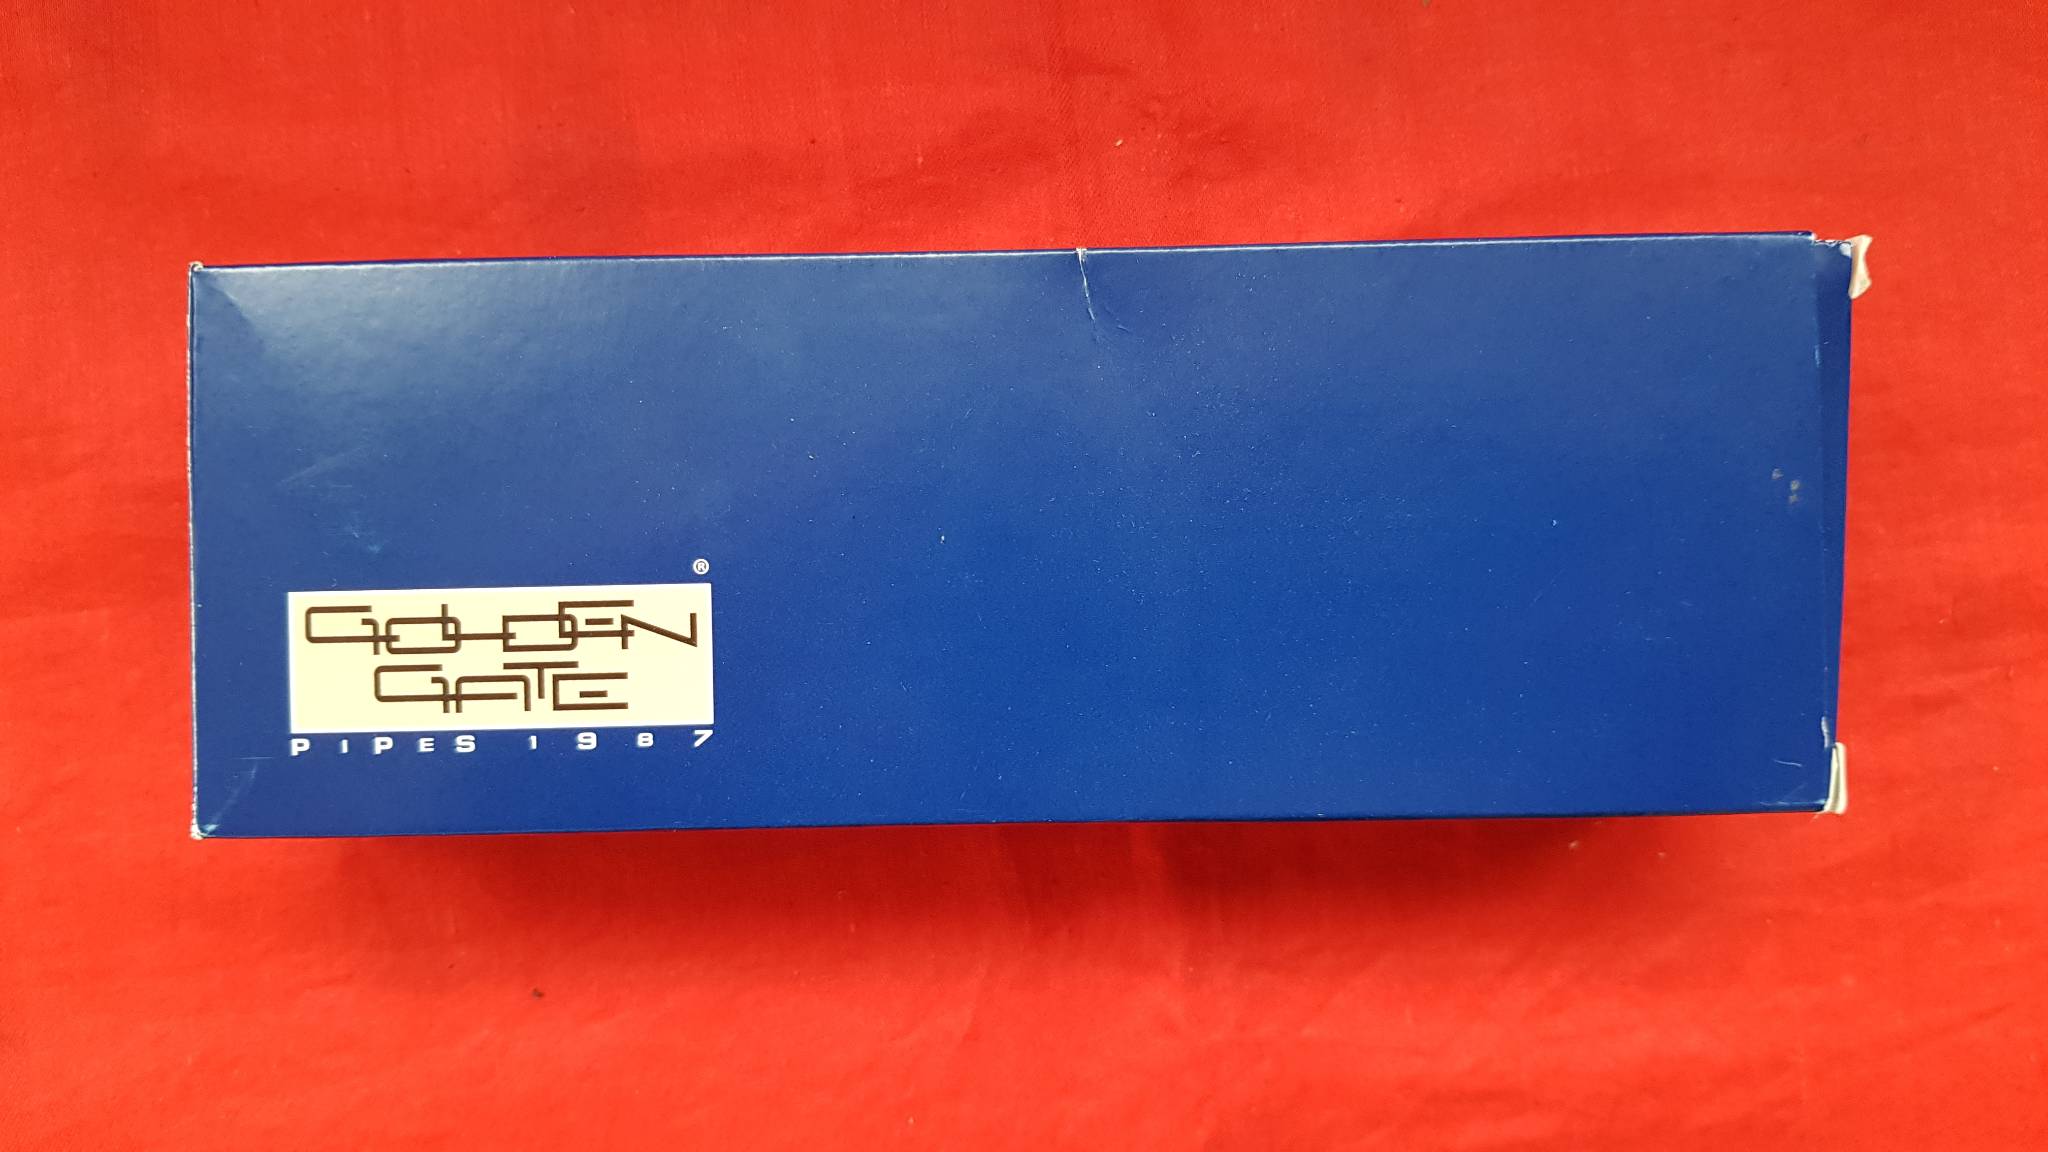 ®
GOLDEN
GATE
PIPES 1987